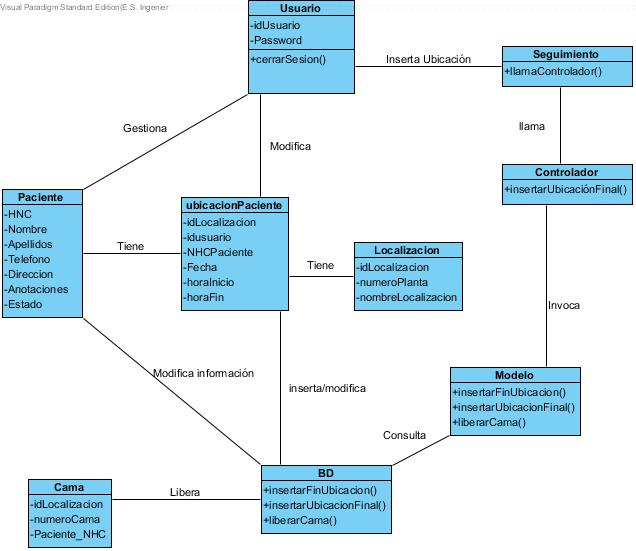 Visual Paradigm Standard Edition(E.S. Ingenier
Usuario
-idUsuario
-Password
+cerrarSesion()
Inserta Ubicación
Seguimiento
+llamaControlador()
Gestiona
Modifica
llama
Controlador
+insertarUbicaciónFinal()
Paciente
-HNC
-Nombre
-Apellidos
-Telefono
-Direccion
-Anotaciones
-Estado
Tiene
ubicacionPaciente
-idLocalizacion
-idusuario
-NHCPaciente
-Fecha
-horaInicio
-horaFin
Tiene
Localizacion
-idLocalizacion
-numeroPlanta
-nombreLocalizacion
Invoca
Modifica información
inserta/modifica
Modelo
+insertarFinUbicacion()
+insertarUbicacionFinal()
+liberarCama()
Consulta
BD
+insertarFinUbicacion()
+insertarUbicacionFinal()
+liberarCama()
Libera
Cama
-idLocalizacion
-numeroCama
-Paciente_NHC